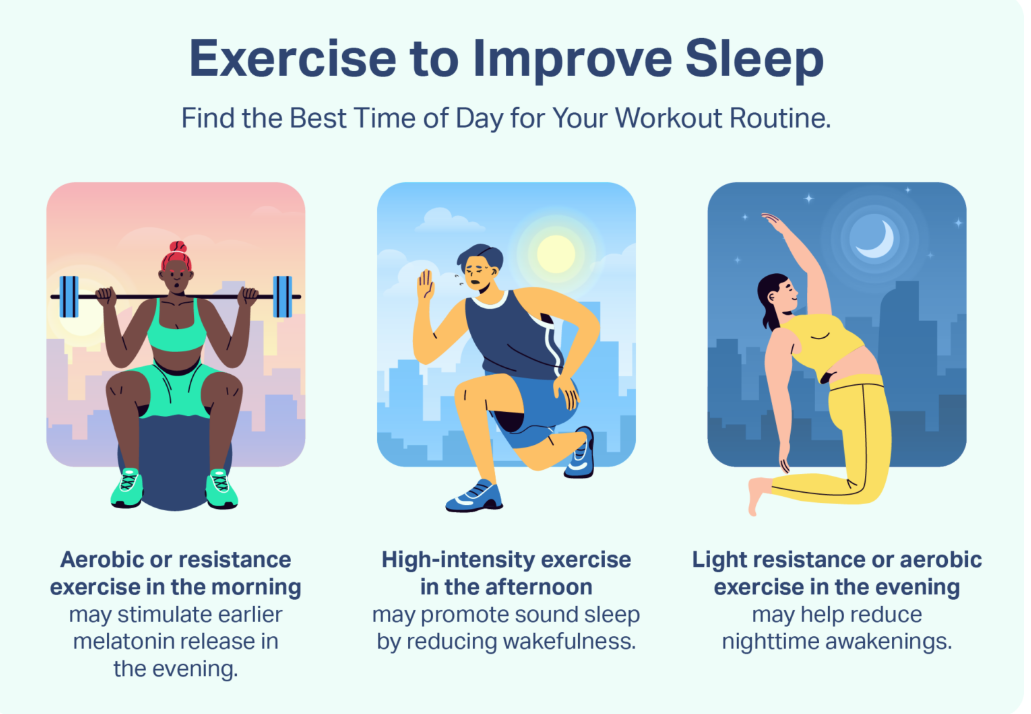 Exercise to Improve Sleep
Find the Best Time of Day for Your Workout Routine.
Aerobic or resistance
exercise in the morning
may stimulate earlier
melatonin release in
the evening.
High-intensity exercise
in the afternoon
may promote sound sleep
by reducing wakefulness.
Light resistance or aerobic
exercise in the evening
may help reduce
nighttime awakenings.